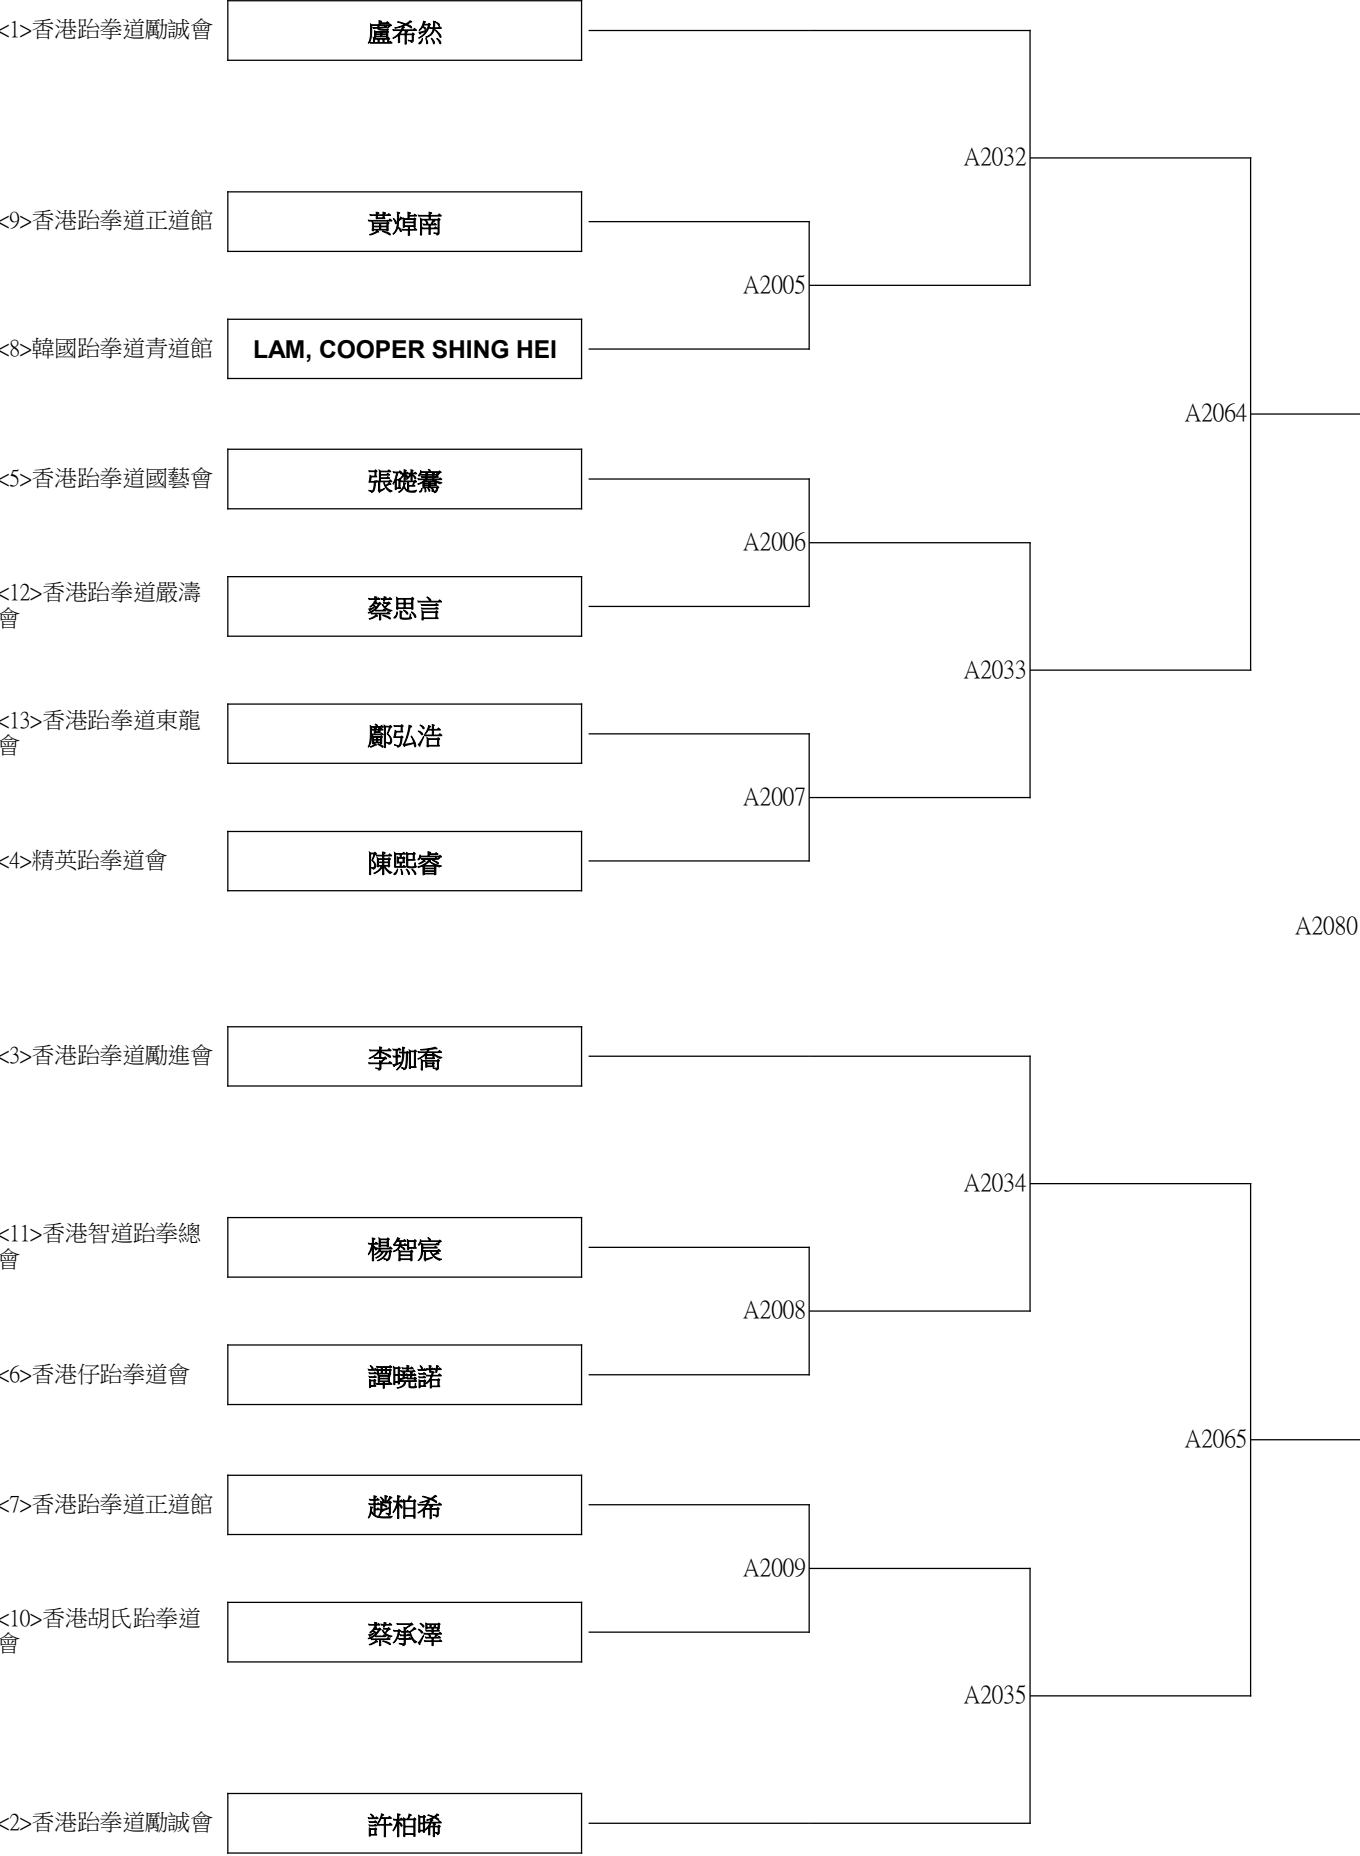 <1>香港跆拳道勵誠會
盧希然
A2032
<9>香港跆拳道正道館
黃焯南
A2005
<8>韓國跆拳道青道館
LAM, COOPER SHING HEI
A2064
<5>香港跆拳道國藝會
張礎騫
A2006
<12>香港跆拳道嚴濤
會
蔡思言
A2033
<13>香港跆拳道東龍
會
鄺弘浩
A2007
<4>精英跆拳道會
陳熙睿
A2080
<3>香港跆拳道勵進會
李珈喬
A2034
<11>香港智道跆拳總
會
楊智宸
A2008
<6>香港仔跆拳道會
譚曉諾
A2065
<7>香港跆拳道正道館
趙柏希
A2009
<10>香港胡氏跆拳道
會
蔡承澤
A2035
<2>香港跆拳道勵誠會
許柏晞